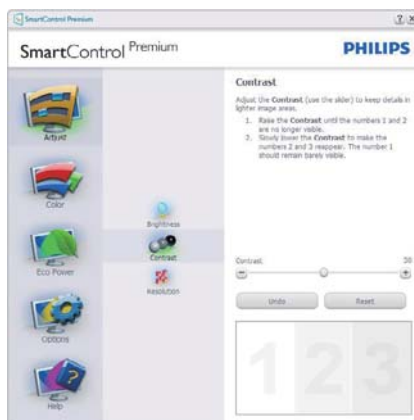 SmartControl Premium
SmartControl Premium
PHILIPS
Adjust
Color
Eco Power
Options
Help
Brightness
Contrast
Resolution
Contrast
Adjust the Contrast (use the slider) to keep details in
lighter image areas.
1. Raise the Contrast until the numbers 1 and 2
are no longer visible.
2. Slowly lower the Contrast to make the
numbers 2 and 3 reappear. The number 1
should remain barely visible.
Contrast
Undo
Reset
1 2 3